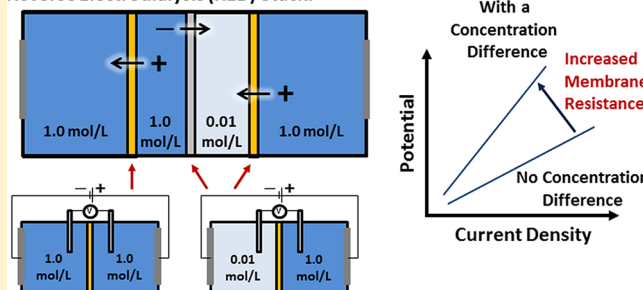 −
+
+
1.0 mol/L
1.0
mol/L
0.01
mol/L
1.0 mol/L
− +
V
1.0
mol/L
1.0
mol/L
− +
V
0.01
mol/L
1.0
mol/L
With a
Concentration
Difference
Increased
Membrane
Resistance
Potential
No Concentration
Difference
Current Density